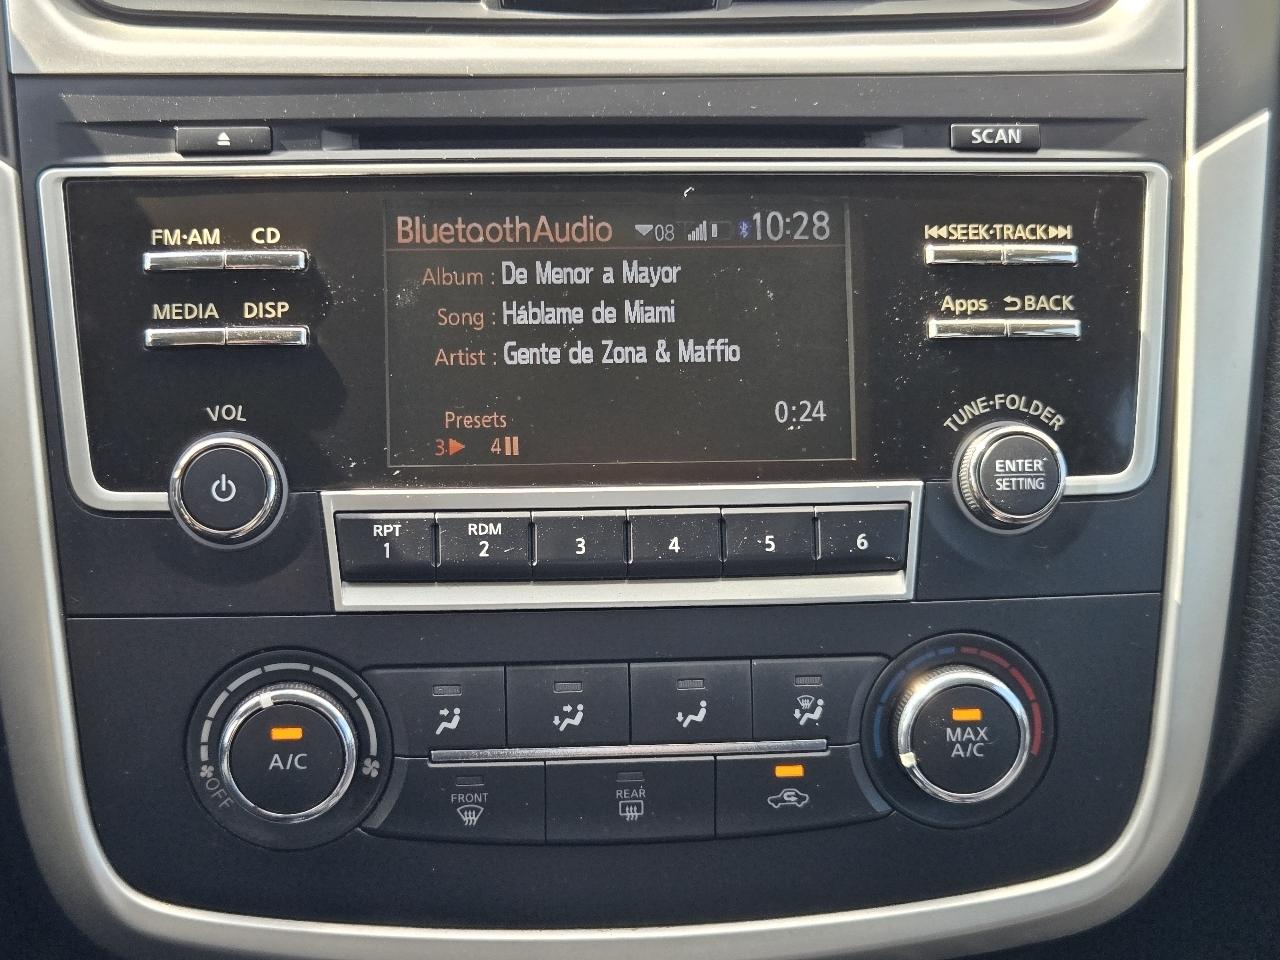 SCAN
FM·AM CD
MEDIA DISP
VOL
BluetoothAudio 08 10:28
Album : De Menor a Mayor
Song : Háblame de Miami
Artist : Gente de Zona & Maffio
0:24
Presets
3 4
SEEK·TRACK
Apps BACK
TUNE·FOLDER
ENTER
SETTING
RPT RDM
1 2 3 4 5 6
A/C
OFF
FRONT
REAR
MAX
A/C